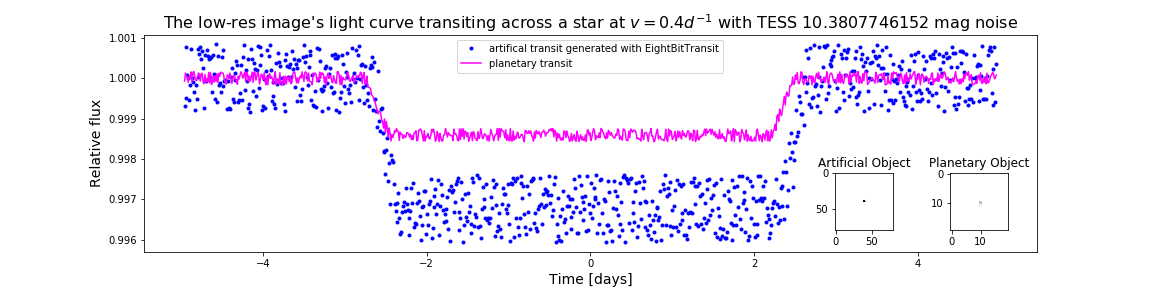 The low-res image's light curve transiting across a star at v = 0.4d⁻¹ with TESS 10.3807746152 mag noise
artifical transit generated with EightBitTransit
planetary transit
Relative flux
1.001
1.000
0.999
0.998
0.997
0.996
Artificial Object
0
50
0
50
Planetary Object
0
10
0
10
−4
−2
0
2
4
Time [days]